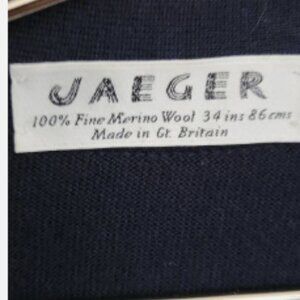 JAEGER
100% Fine Merino Wool 34 ins 86 cms
Made in Gt. Britain